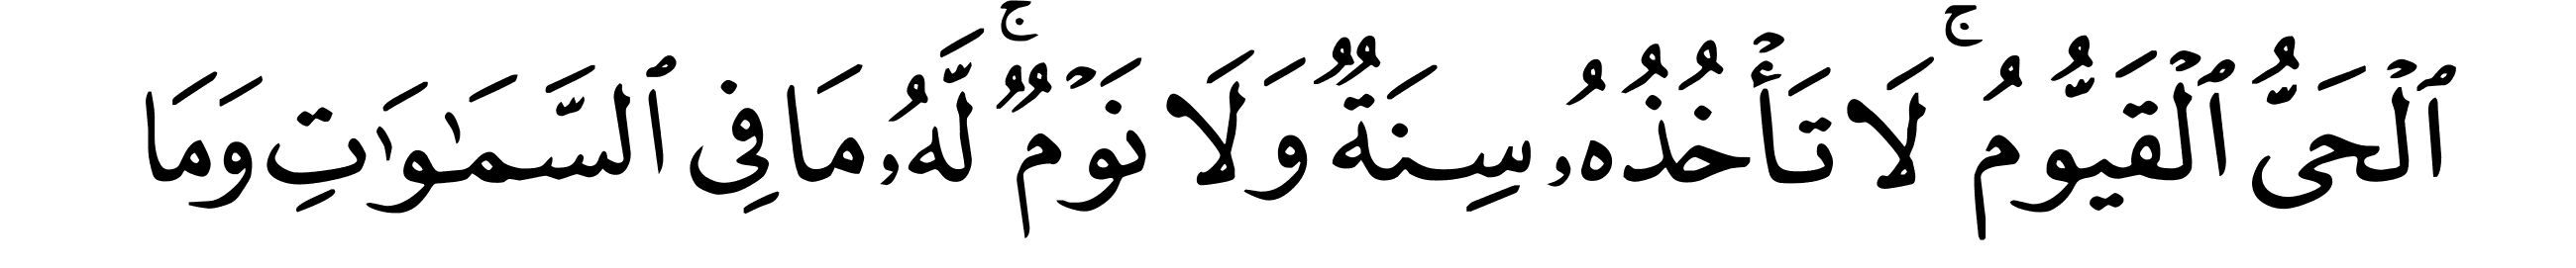 ٱلۡحَيُّ ٱلۡقَيُّومُۚ لَا تَأۡخُذُهُۥ سِنَةٞ وَلَا نَوۡمٞۚ لَّهُۥ مَا فِي ٱلسَّمَٰوَٰتِ وَمَا